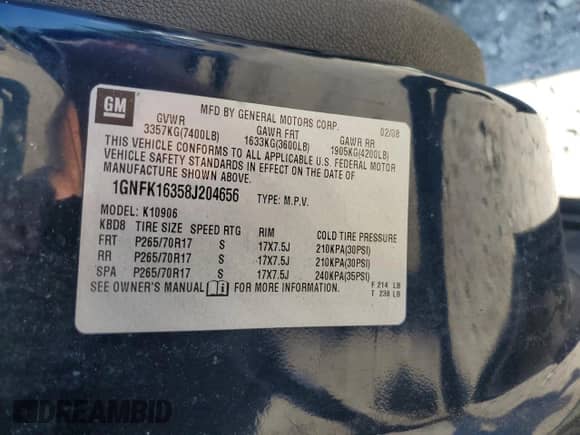 GM
MFD BY GENERAL MOTORS CORP.
02/08
GVWR GAWR FRT GAWR RR
3357KG(7400LB) 1633KG(3600LB) 1905KG(4200LB)
THIS VEHICLE CONFORMS TO ALL APPLICABLE U.S. FEDERAL MOTOR
VEHICLE SAFETY STANDARDS IN EFFECT ON THE DATE OF
MANUFACTURE SHOWN ABOVE.
1GNFK16358J204656 TYPE: M.P.V.
MODEL: K10906
KBD8 TIRE SIZE SPEED RTG RIM COLD TIRE PRESSURE
FRT P265/70R17 S 17X7.5J 210KPA(30PSI)
RR P265/70R17 S 17X7.5J 210KPA(30PSI)
SPA P265/70R17 S 17X7.5J 240KPA(35PSI)
SEE OWNER'S MANUAL FOR MORE INFORMATION.
F 214 LB
T 238 LB
DREAMBID